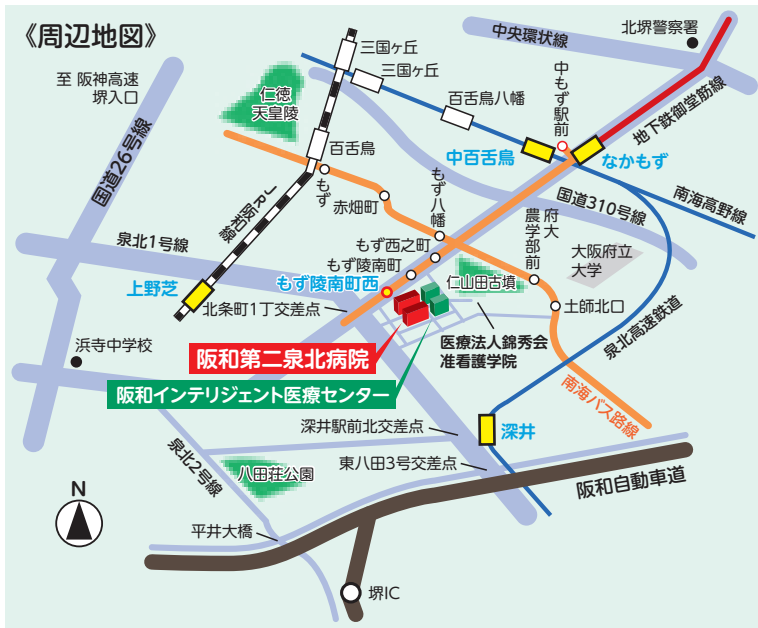 《周辺地図》
至 阪神高速
堺入口
国道26号線
仁徳
天皇陵
三国ヶ丘
三国ヶ丘
百舌鳥八幡
中央環状線
北堺警察署
中もず駅前
地下鉄御堂筋線
中百舌鳥
なかもず
南海高野線
百舌鳥
もず
JR阪和線
赤畑町
もず八幡
国道310号線
府大
農学部前
大阪府立
大学
泉北1号線
もず西之町
もず陵南町
もず陵南町西
仁山田古墳
上野芝
北条町1丁交差点
土師北口
泉北高速鉄道
浜寺中学校
阪和第二泉北病院
医療法人錦秀会
准看護学院
阪和インテリジェント医療センター
南海バス路線
深井駅前北交差点
深井
泉北2号線
八田荘公園
東八田3号交差点
阪和自動車道
N
平井大橋
堺IC